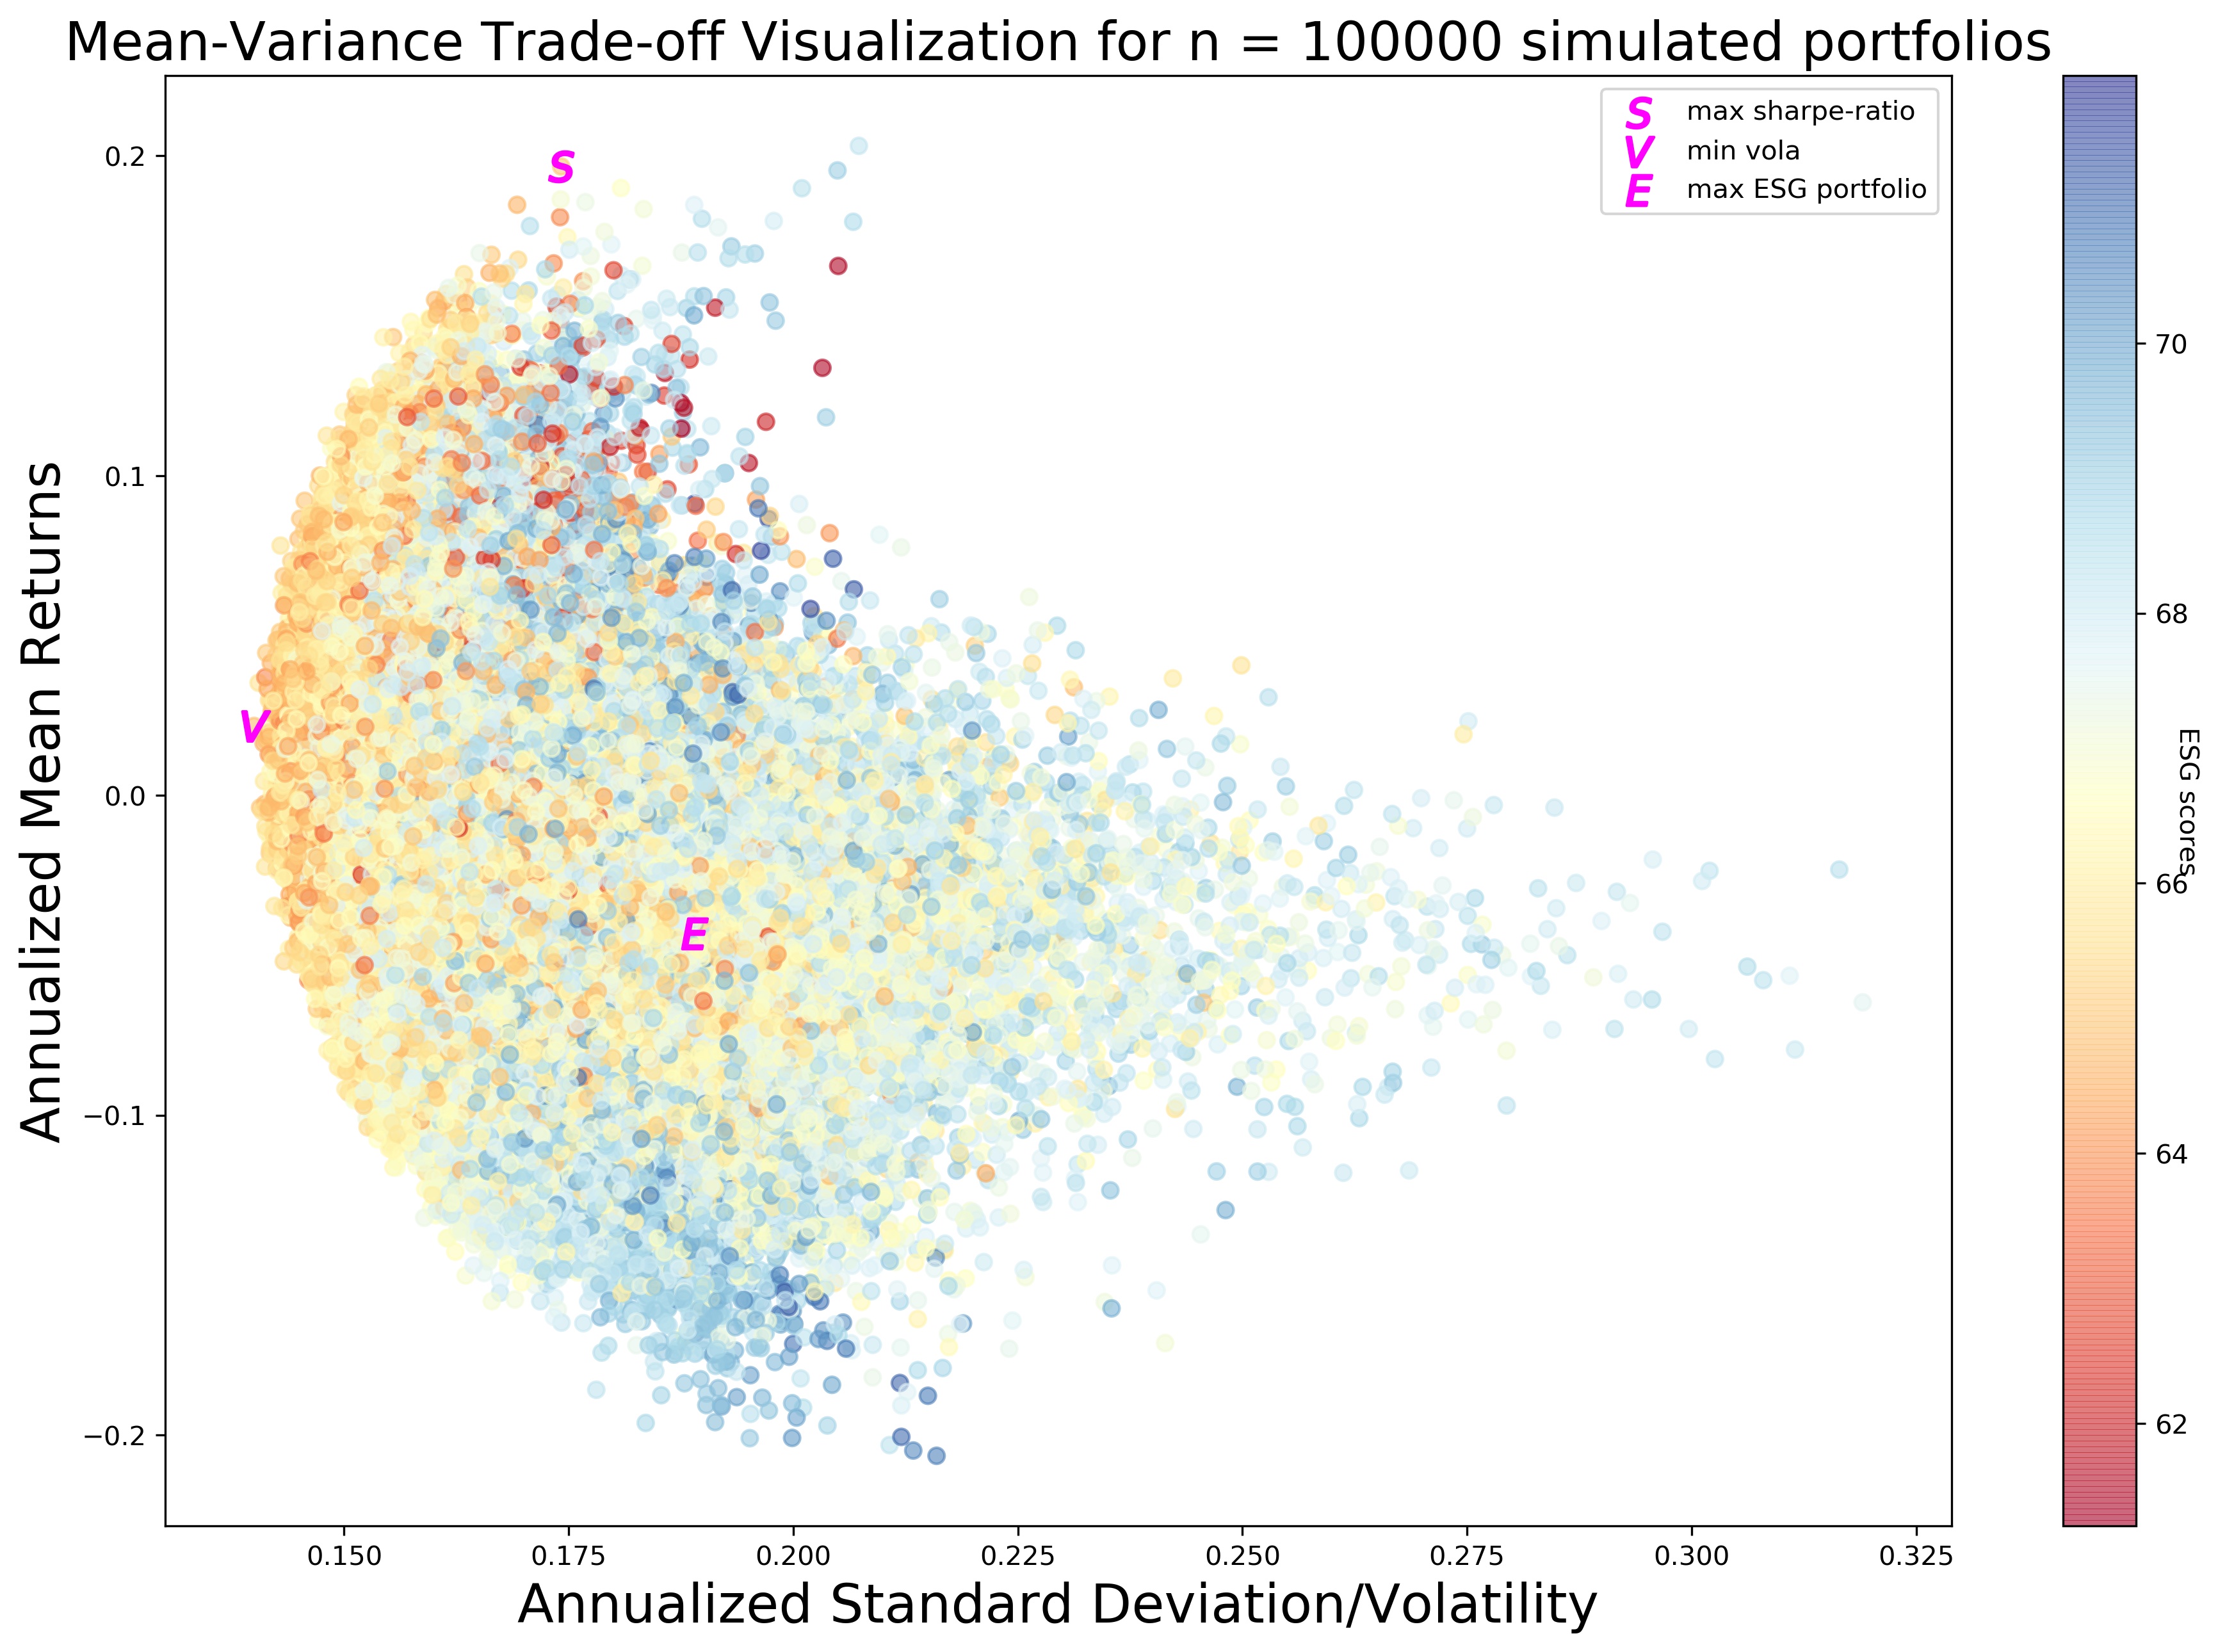 Mean-Variance Trade-off Visualization for n = 100000 simulated portfolios
S max sharpe-ratio
V min vola
E max ESG portfolio
S
V
E
Annualized Mean Returns
0.2
0.1
0.0
−0.1
−0.2
0.150 0.175 0.200 0.225 0.250 0.275 0.300 0.325
Annualized Standard Deviation/Volatility
70
68
66
64
62
ESG scores